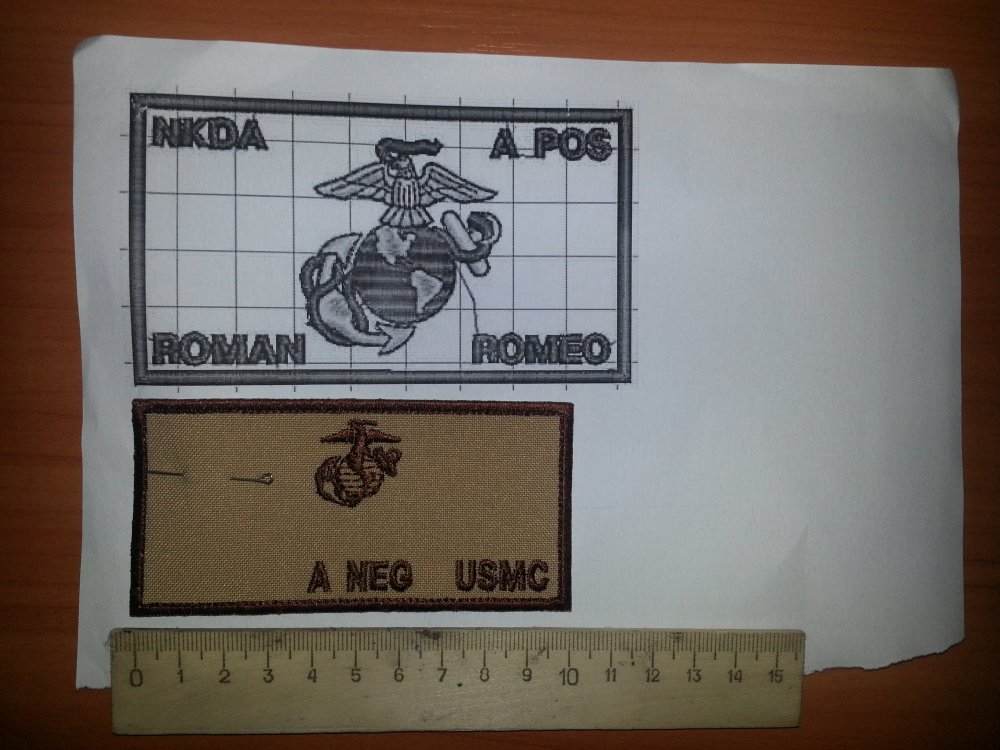 NKDA A POS
ROMAN ROMEO
A NEG USMC
0 1 2 3 4 5 6 7 8 9 10 11 12 13 14 15